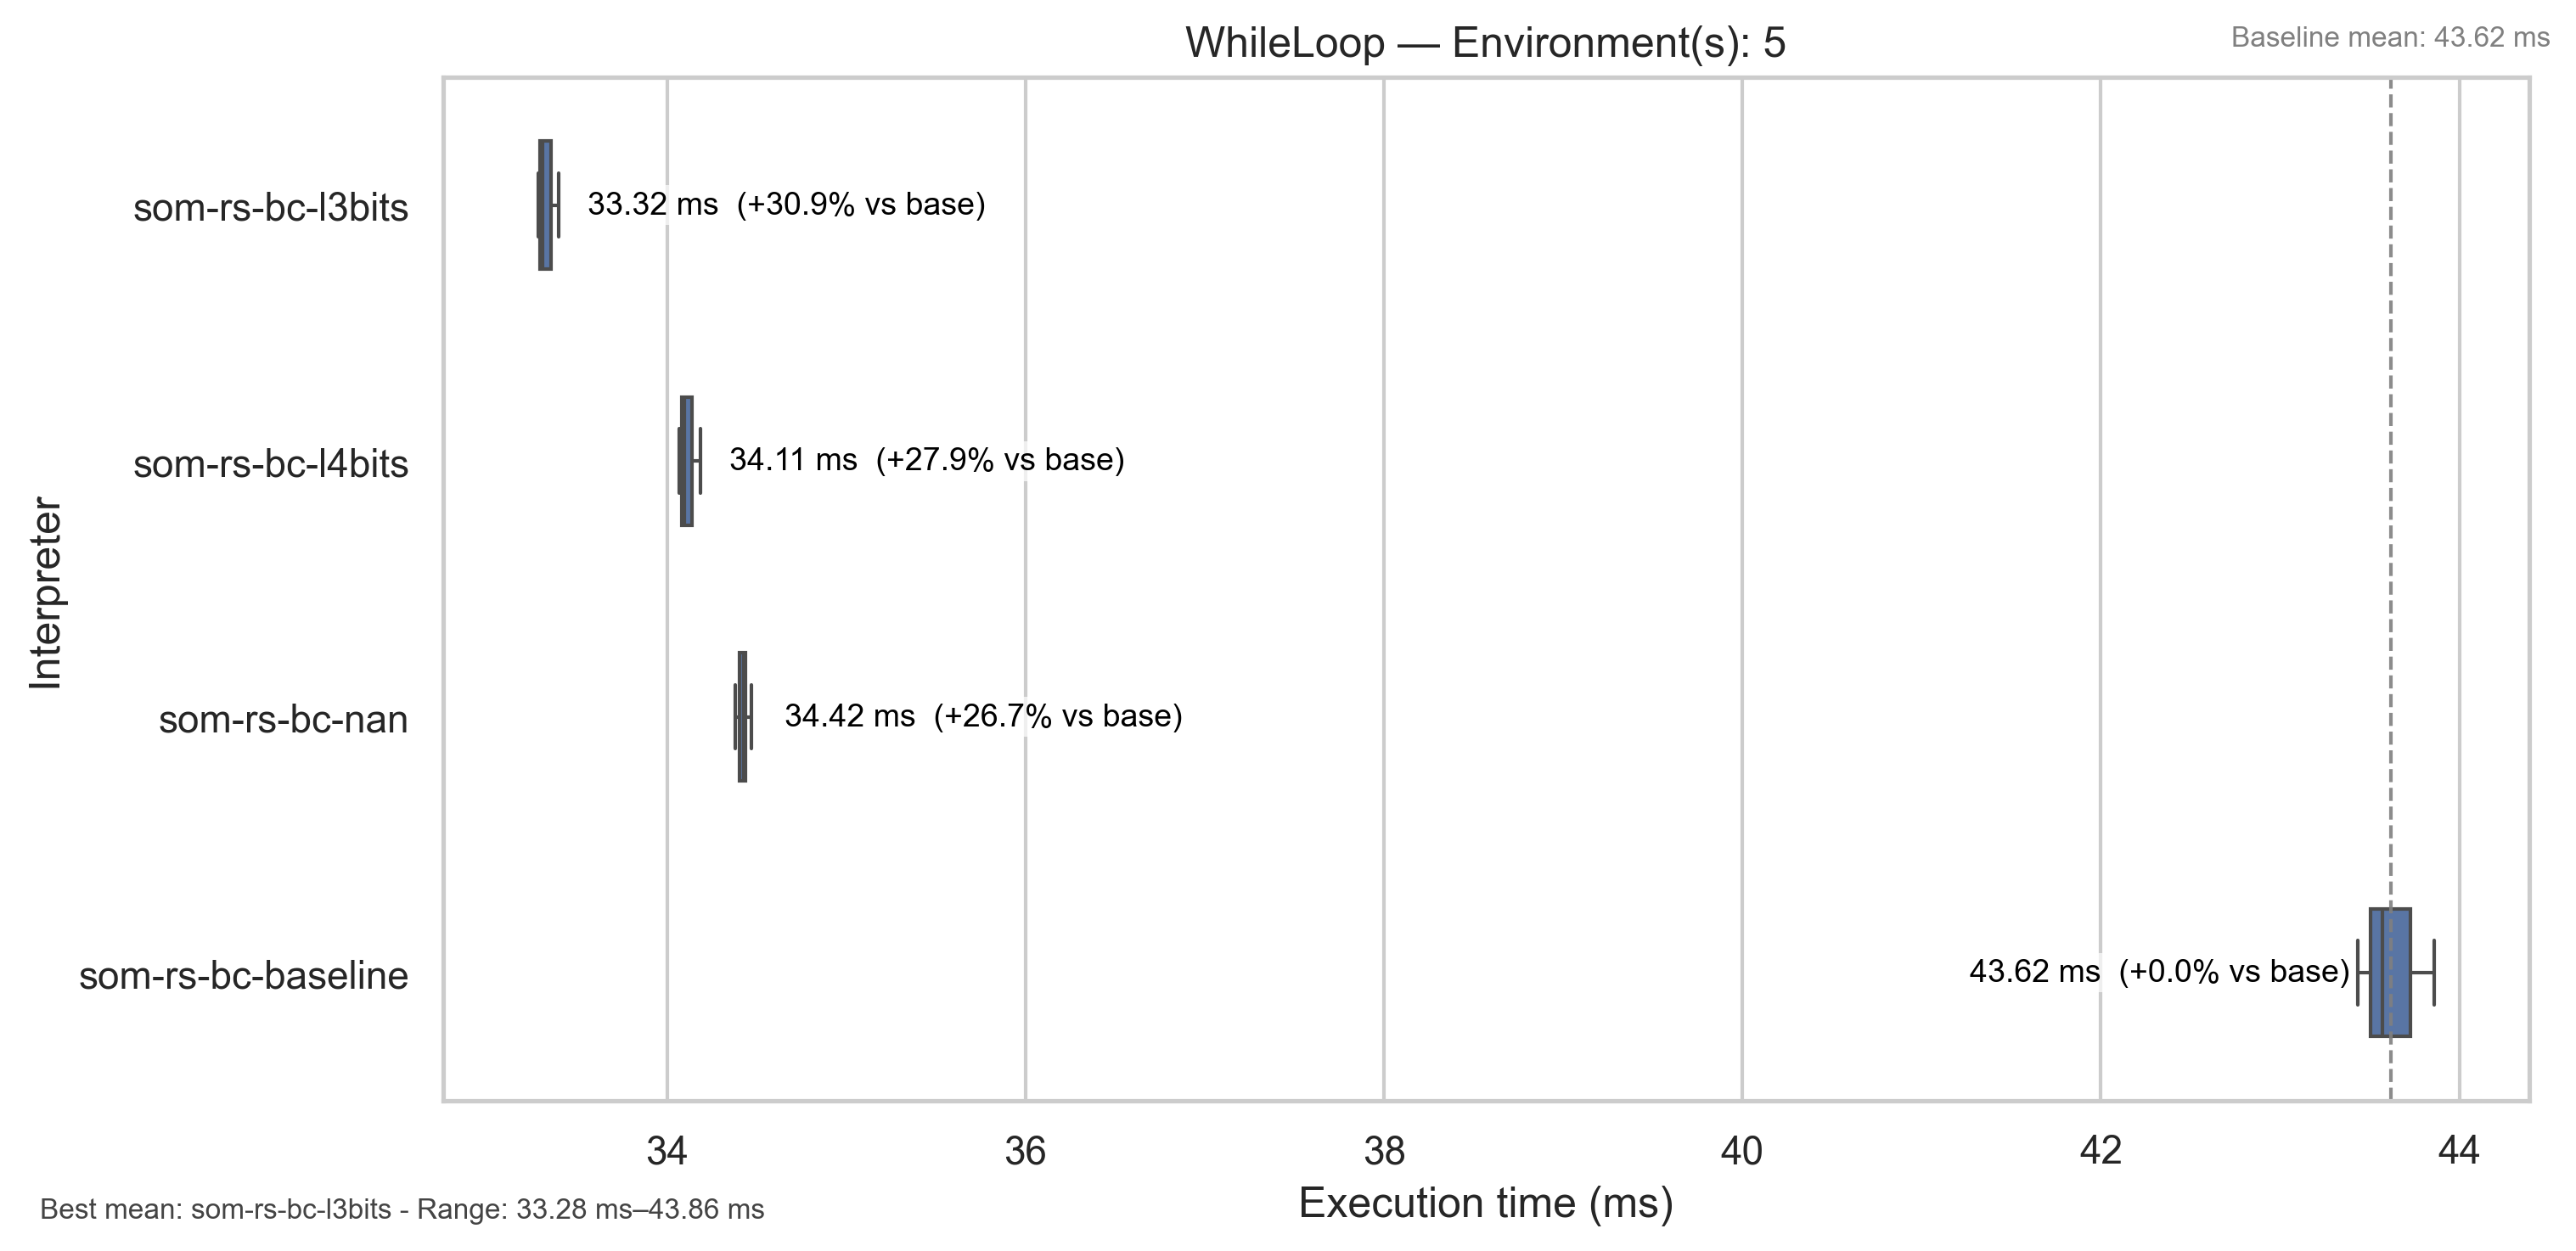 WhileLoop — Environment(s): 5
Baseline mean: 43.62 ms
Interpreter
som-rs-bc-l3bits
33.32 ms  (+30.9% vs base)
som-rs-bc-l4bits
34.11 ms  (+27.9% vs base)
som-rs-bc-nan
34.42 ms  (+26.7% vs base)
som-rs-bc-baseline
43.62 ms  (+0.0% vs base)
34 36 38 40 42 44
Execution time (ms)
Best mean: som-rs-bc-l3bits - Range: 33.28 ms–43.86 ms